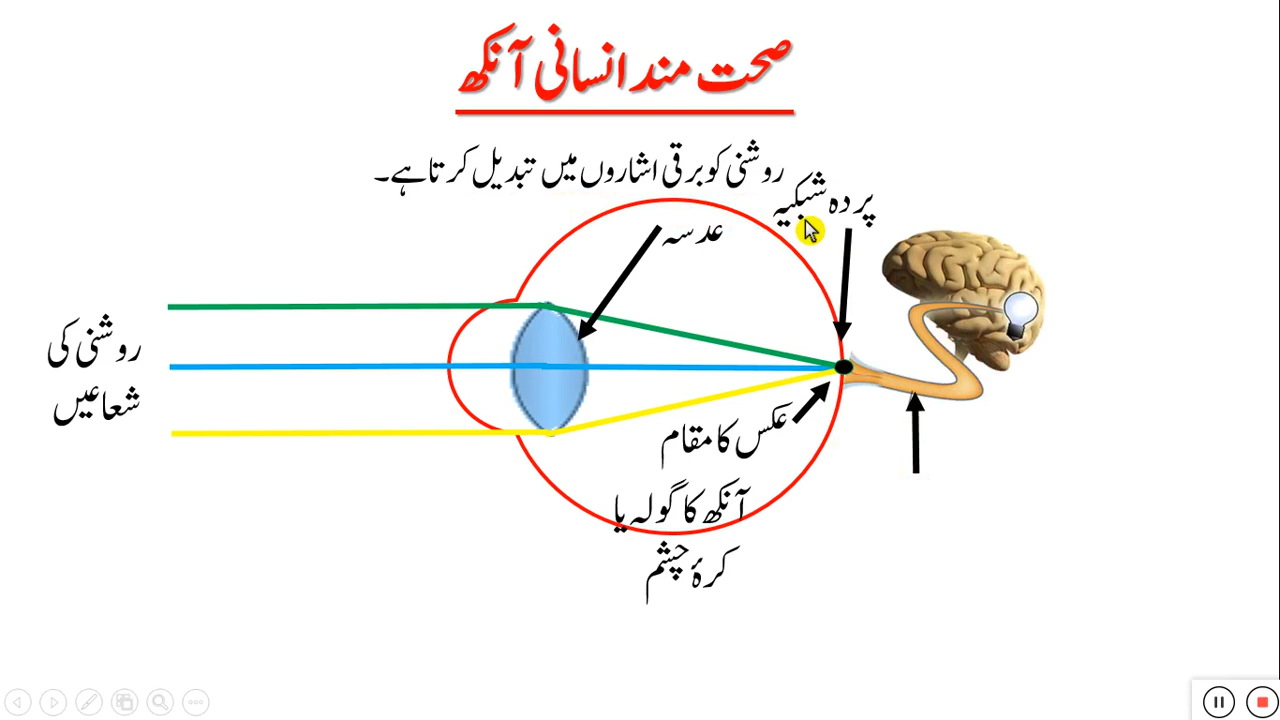 صحت مند انسانی آنکھ
روشنی کو برقی اشاروں میں تبدیل کرتا ہے۔
پردہ شبکیہ
عدسہ
روشنی کی
شعاعیں
عکس کا مقام
آنکھ کا گولہ یا
کرۂ چشم